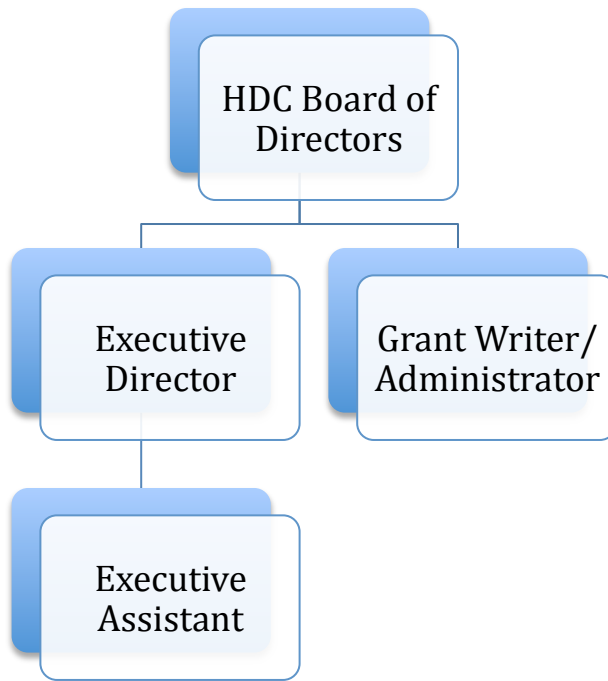 HDC Board of
Directors
Executive
Director
Grant Writer/
Administrator
Executive
Assistant